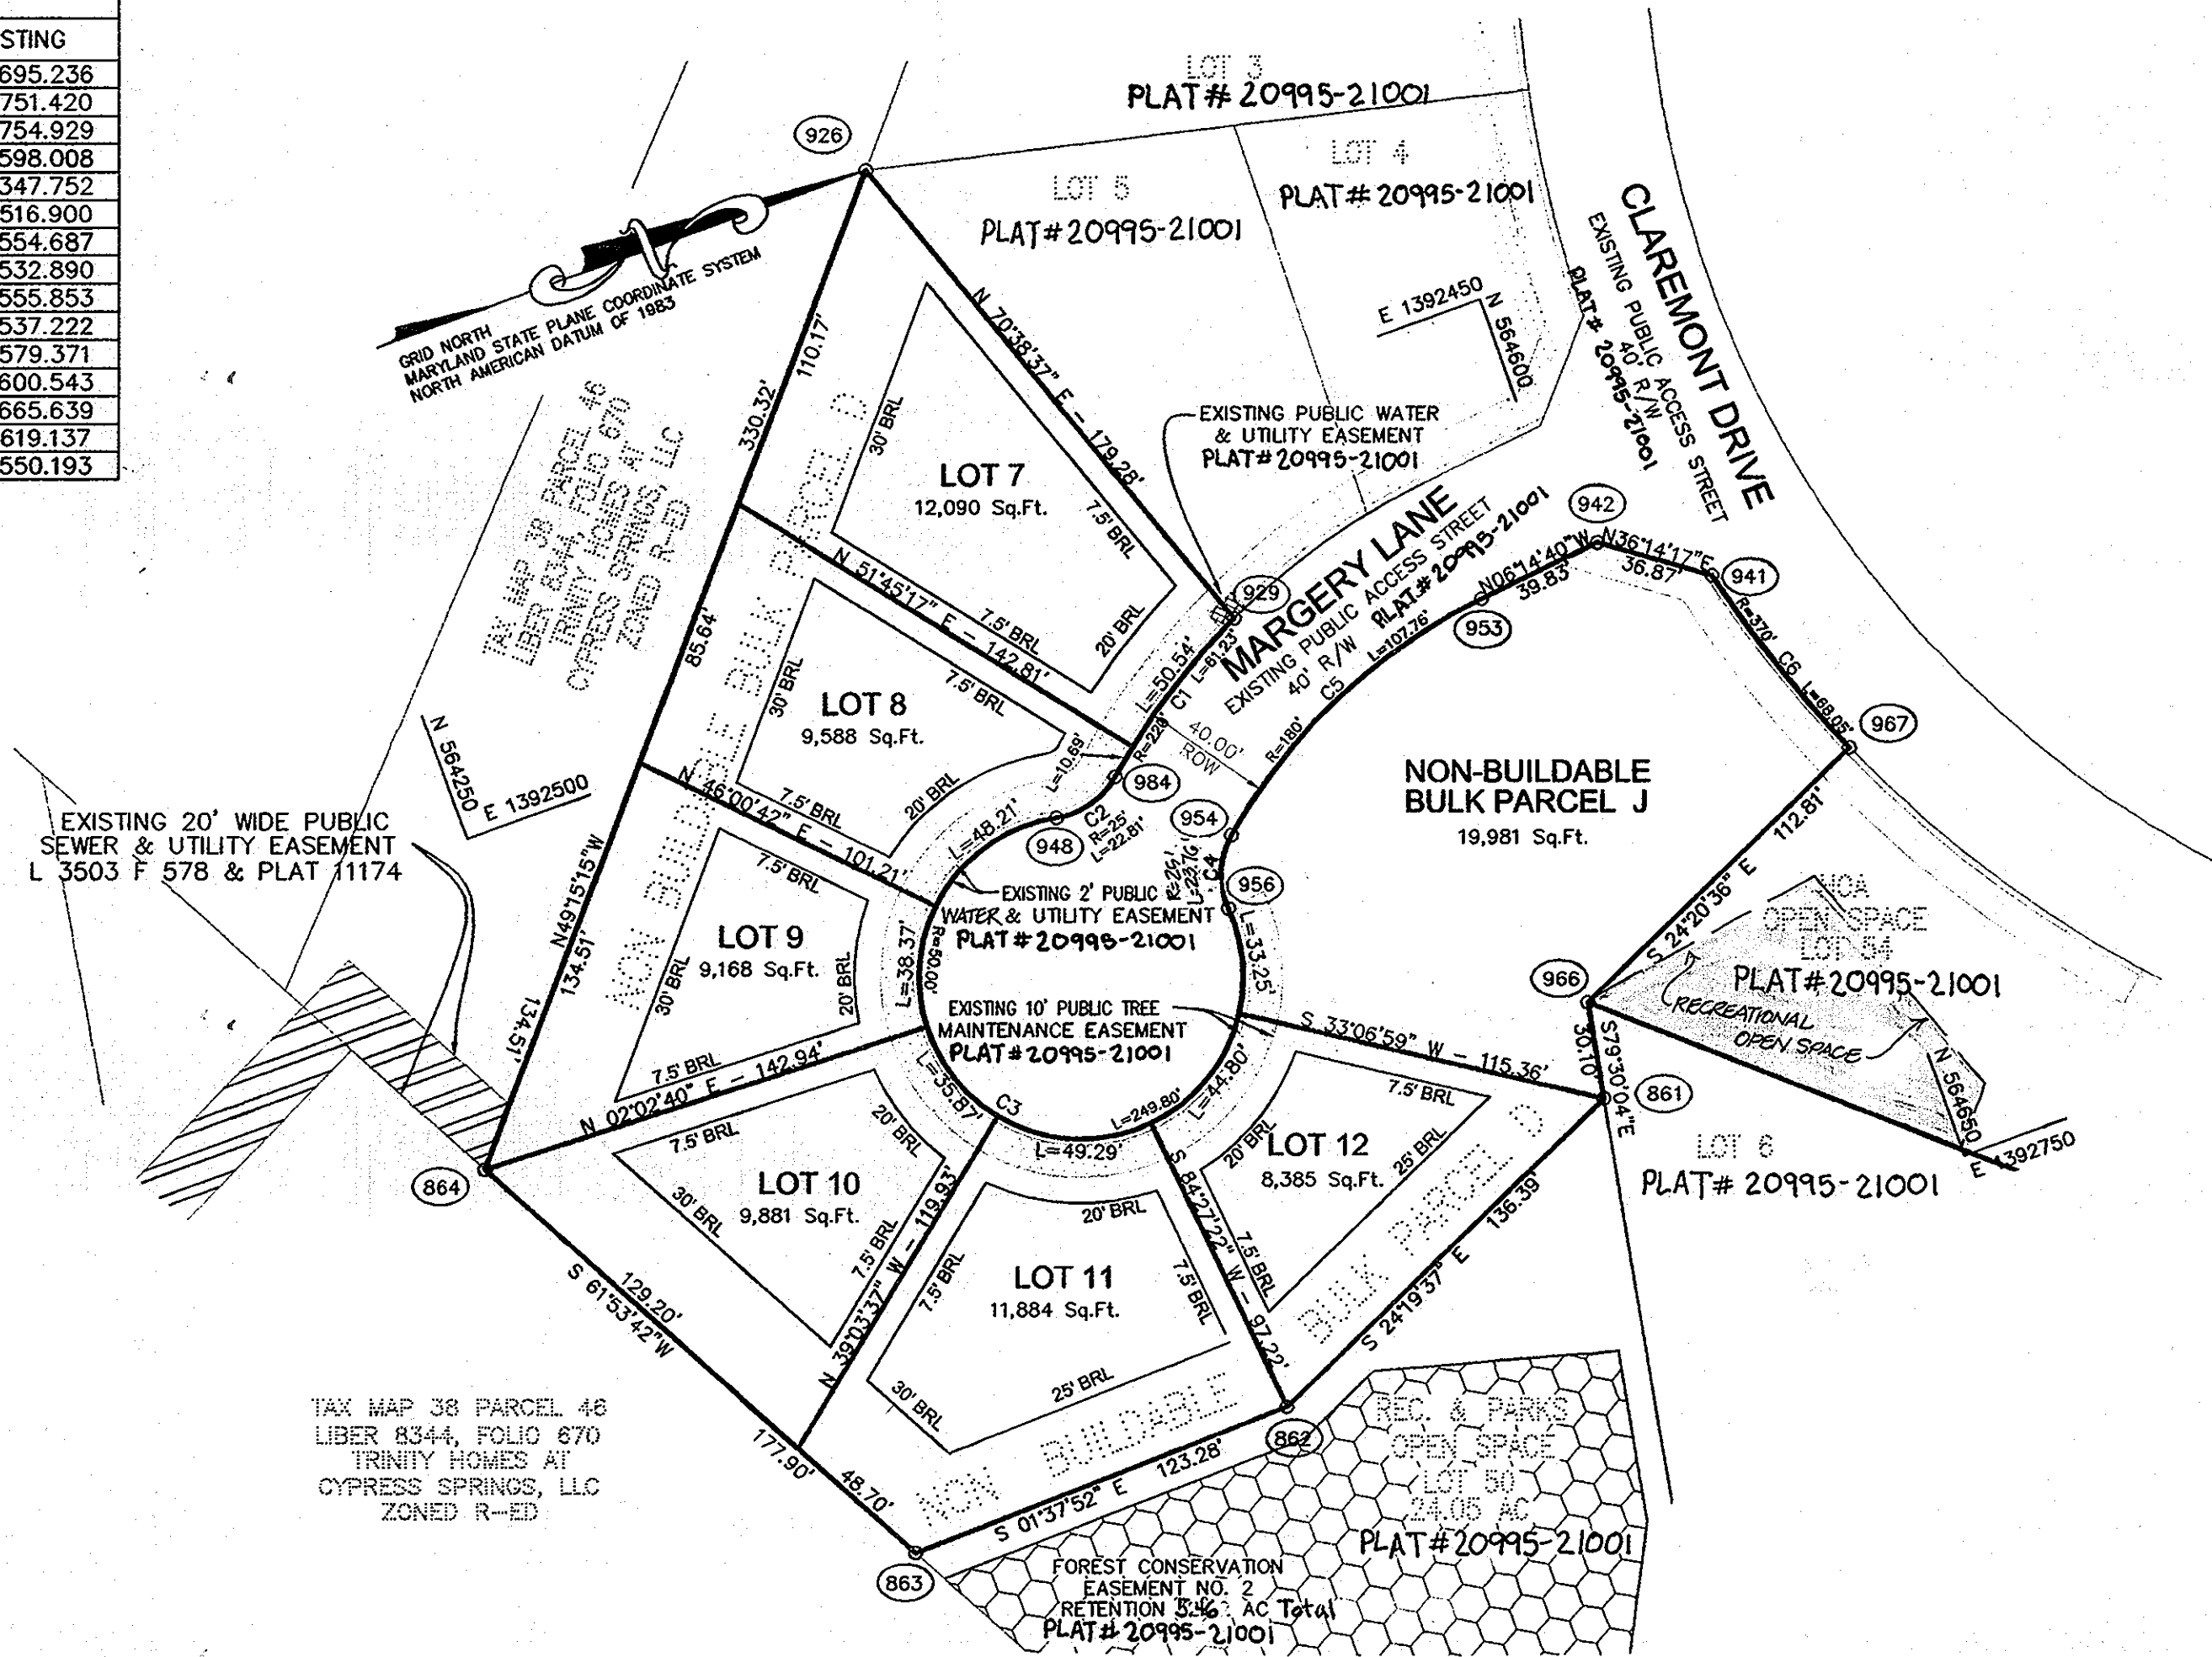 STING
695.236
751.420
754.929
598.008
347.752
516.900
554.687
532.890
555.853
537.222
579.371
600.543
665.639
619.137
550.193
926
LOT 3
PLAT# 20995-21001
LOT 4
PLAT# 20995-21001
LOT 5
PLAT# 20995-21001
GRID NORTH
MARYLAND STATE PLANE COORDINATE SYSTEM
NORTH AMERICAN DATUM OF 1983
E 1392450
N 564600
CLAREMONT DRIVE
EXISTING PUBLIC ACCESS STREET
40' R/W
PLAT# 20995-21001
TAX MAP 38 PARCEL 46
LIBER 8344, FOLIO 670
TRINITY HOMES AT
CYPRESS SPRINGS, LLC
ZONED R-ED
110.17'
330.32'
N 70°38'37" E - 179.28'
30' BRL
LOT 7
12,090 Sq.Ft.
7.5' BRL
7.5' BRL
20' BRL
EXISTING PUBLIC WATER
& UTILITY EASEMENT
PLAT#20995-21001
N 51°45'17" E - 142.81'
929
MARGERY LANE
EXISTING PUBLIC ACCESS STREET
40' R/W PLAT#20995-21001
L=50.54'
C1 L=61.23'
R=220'
40.00'
ROW
L=107.76'
C5
R=180'
953
N06°14'40"W
39.83'
942
N36°14'17"E
36.87'
941
R=370'
C6
L=68.05'
967
85.64'
30' BRL
LOT 8
9,588 Sq.Ft.
7.5' BRL
7.5' BRL
20' BRL
L=10.69'
984
C2
R=25'
L=22.81'
948
L=48.21'
954
R=25'
L=23.76'
C4
956
NON-BUILDABLE
BULK PARCEL J
19,981 Sq.Ft.
112.81'
S 24°20'36" E
N 564250
E 1392500
EXISTING 20' WIDE PUBLIC
SEWER & UTILITY EASEMENT
L 3503 F 578 & PLAT 11174
N 46°00'42" E - 101.21'
NON BUILDABLE BULK PARCEL D
N49°15'15"W
134.51'
134.51'
7.5' BRL
LOT 9
9,168 Sq.Ft.
30' BRL
20' BRL
7.5' BRL
L=38.37'
R=50.00'
EXISTING 2' PUBLIC
WATER & UTILITY EASEMENT
PLAT#20995-21001
EXISTING 10' PUBLIC TREE
MAINTENANCE EASEMENT
PLAT#20995-21001
L=33.25'
966
HOA
OPEN SPACE
LOT 54
PLAT#20995-21001
RECREATIONAL
OPEN SPACE
N 564650
E 1392750
S79°30'04"E
30.10'
861
LOT 6
PLAT# 20995-21001
S 33°06'59" W - 115.36'
N 02°02'40" E - 142.94'
864
7.5' BRL
LOT 10
9,881 Sq.Ft.
30' BRL
20' BRL
7.5' BRL
L=35.87'
C3
L=49.29'
L=249.80'
L=44.80'
N 39°03'37" W - 119.93'
S 84°27'22" W - 97.22'
LOT 12
8,385 Sq.Ft.
7.5' BRL
20' BRL
25' BRL
7.5' BRL
136.39'
S 24°19'37" E
LOT 11
11,884 Sq.Ft.
20' BRL
7.5' BRL
7.5' BRL
25' BRL
30' BRL
NON BUILDABLE BULK PARCEL D
129.20'
S 61°53'42"W
177.90'
48.70'
863
S 01°37'52" E 123.28'
862
TAX MAP 38 PARCEL 46
LIBER 8344, FOLIO 670
TRINITY HOMES AT
CYPRESS SPRINGS, LLC
ZONED R-ED
REC. & PARKS
OPEN SPACE
LOT 50
24.05 AC
PLAT#20995-21001
FOREST CONSERVATION
EASEMENT NO. 2
RETENTION AC Total
PLAT#20995-21001